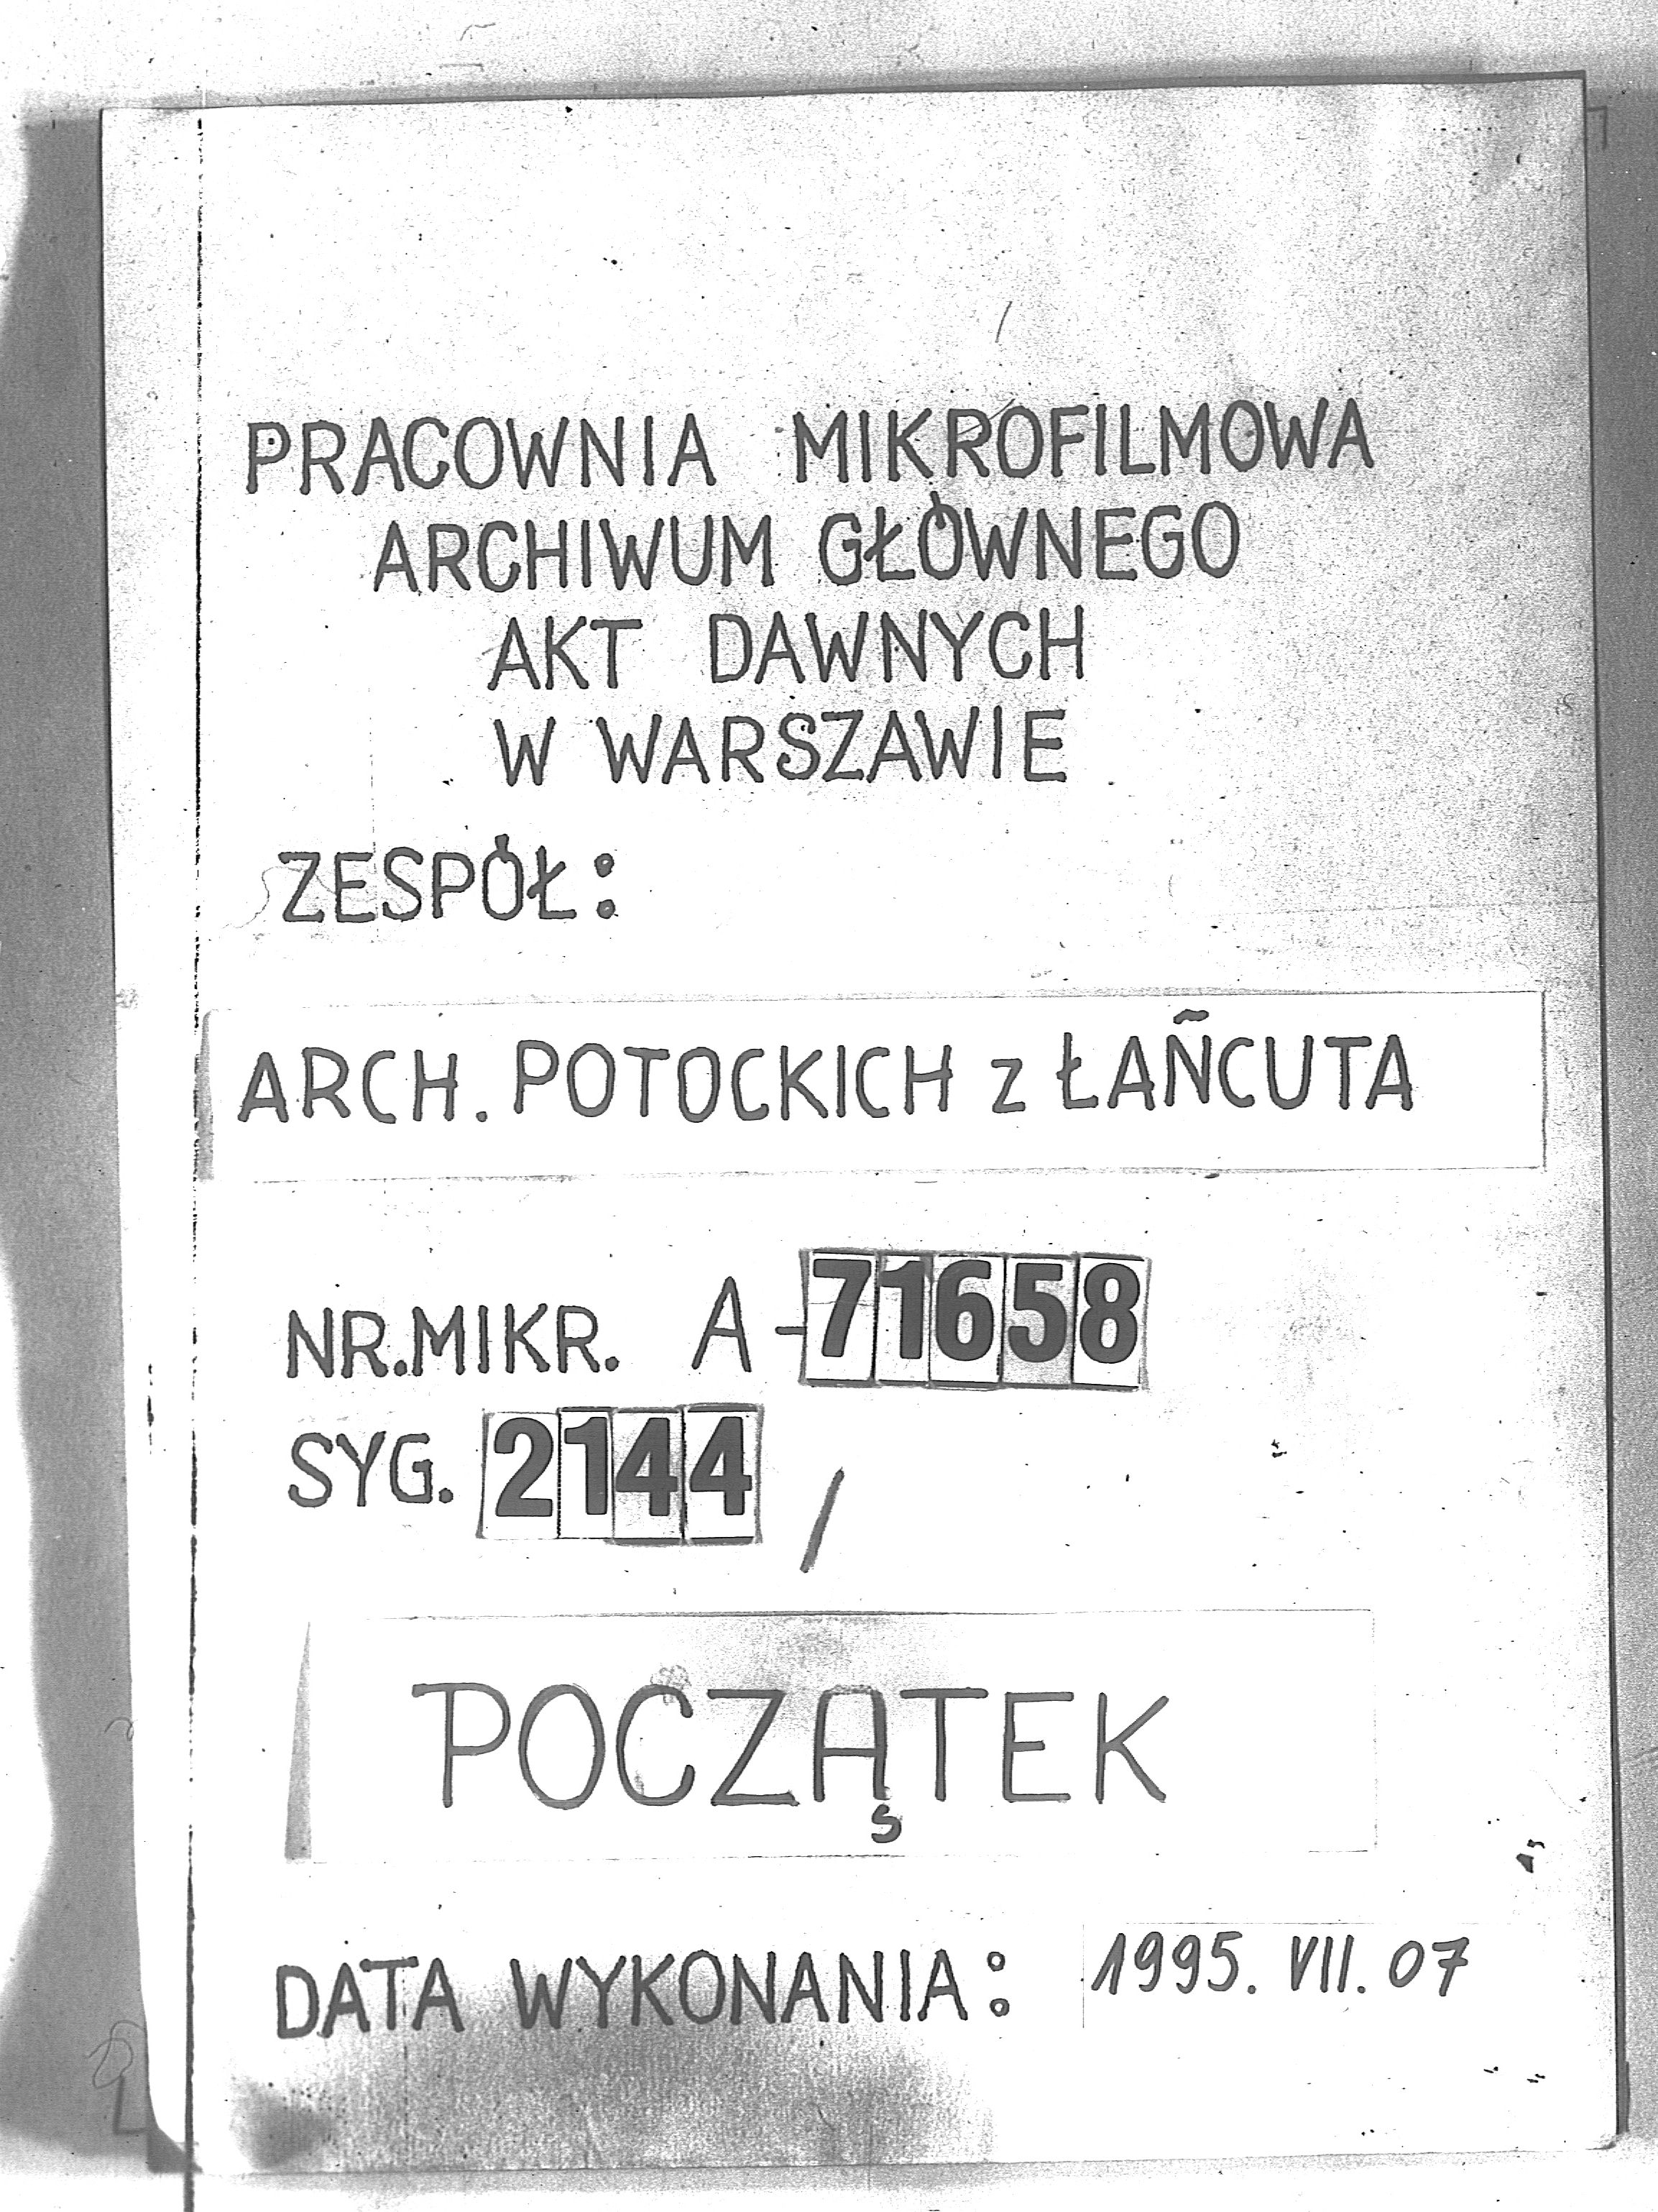 PRACOWNIA MIKROFILMOWA
ARCHIWUM GŁÓWNEGO
AKT DAWNYCH
W WARSZAWIE
ZESPÓŁ:
ARCH. POTOCKICH z ŁAŃCUTA
NR.MIKR. A-71658
SYG. 2144 /
POCZĄTEK
DATA WYKONANIA: 1995. VII. 07